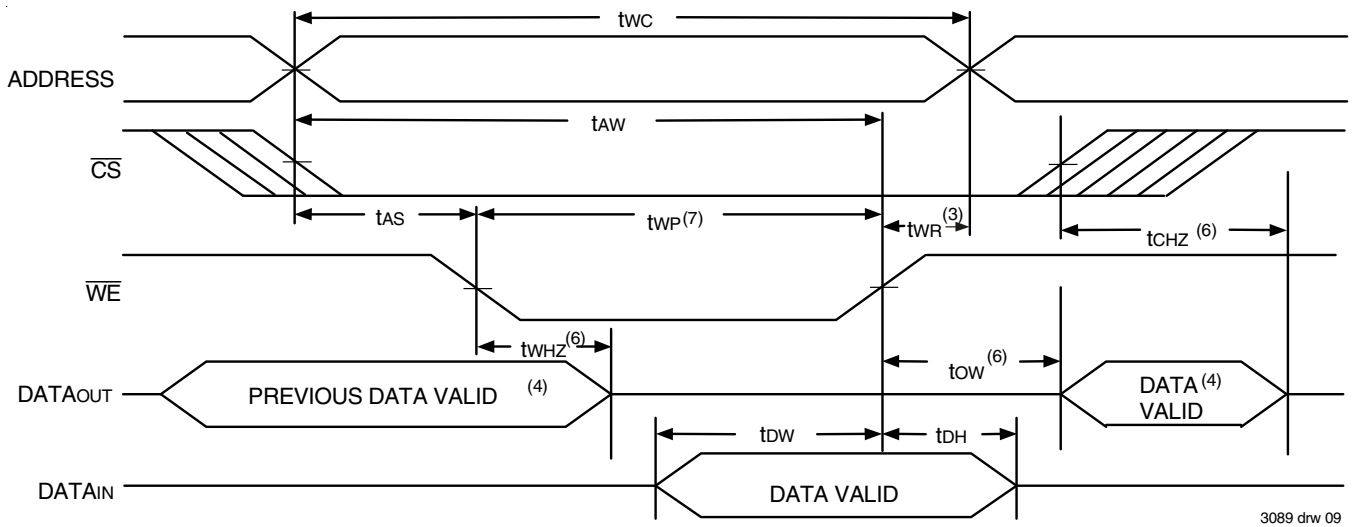 tWC
ADDRESS
tAW
CS
tAS
tWP(7)
tWR(3)
tCHZ (6)
WE
tWHZ(6)
tOW (6)
DATAOUT
PREVIOUS DATA VALID (4)
DATA (4)
VALID
tDW
tDH
DATAIN
DATA VALID
3089 drw 09